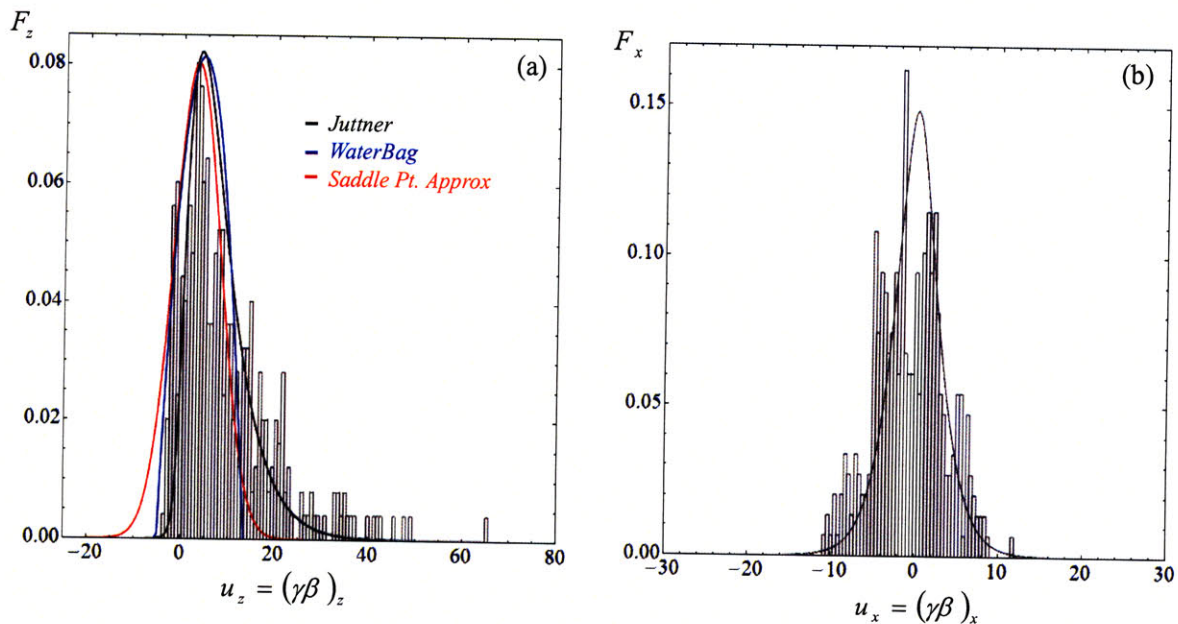 F_z
(a)
0.08
0.06
0.04
0.02
0.00
Juttner
WaterBag
Saddle Pt. Approx
−20 0 20 40 60 80
u_z = (γβ)_z
F_x
(b)
0.15
0.10
0.05
0.00
−30 −20 −10 0 10 20 30
u_x = (γβ)_x